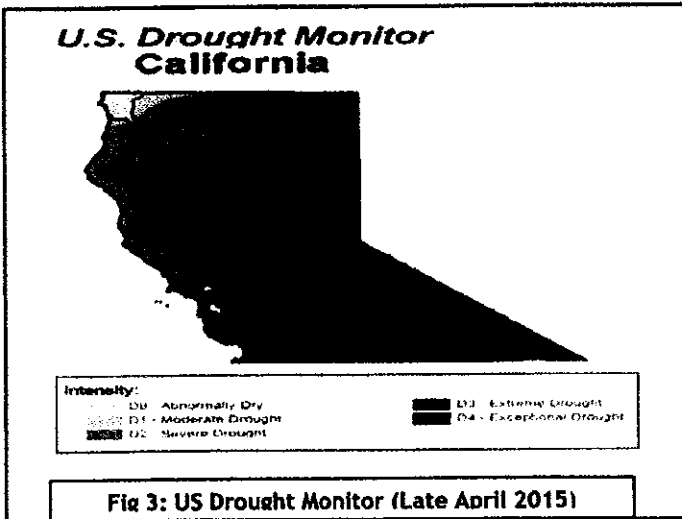 U.S. Drought Monitor
California
Intensity:
D0 - Abnormally Dry
D1 - Moderate Drought
D2 - Severe Drought
D3 - Extreme Drought
D4 - Exceptional Drought
Fig 3: US Drought Monitor (Late April 2015)